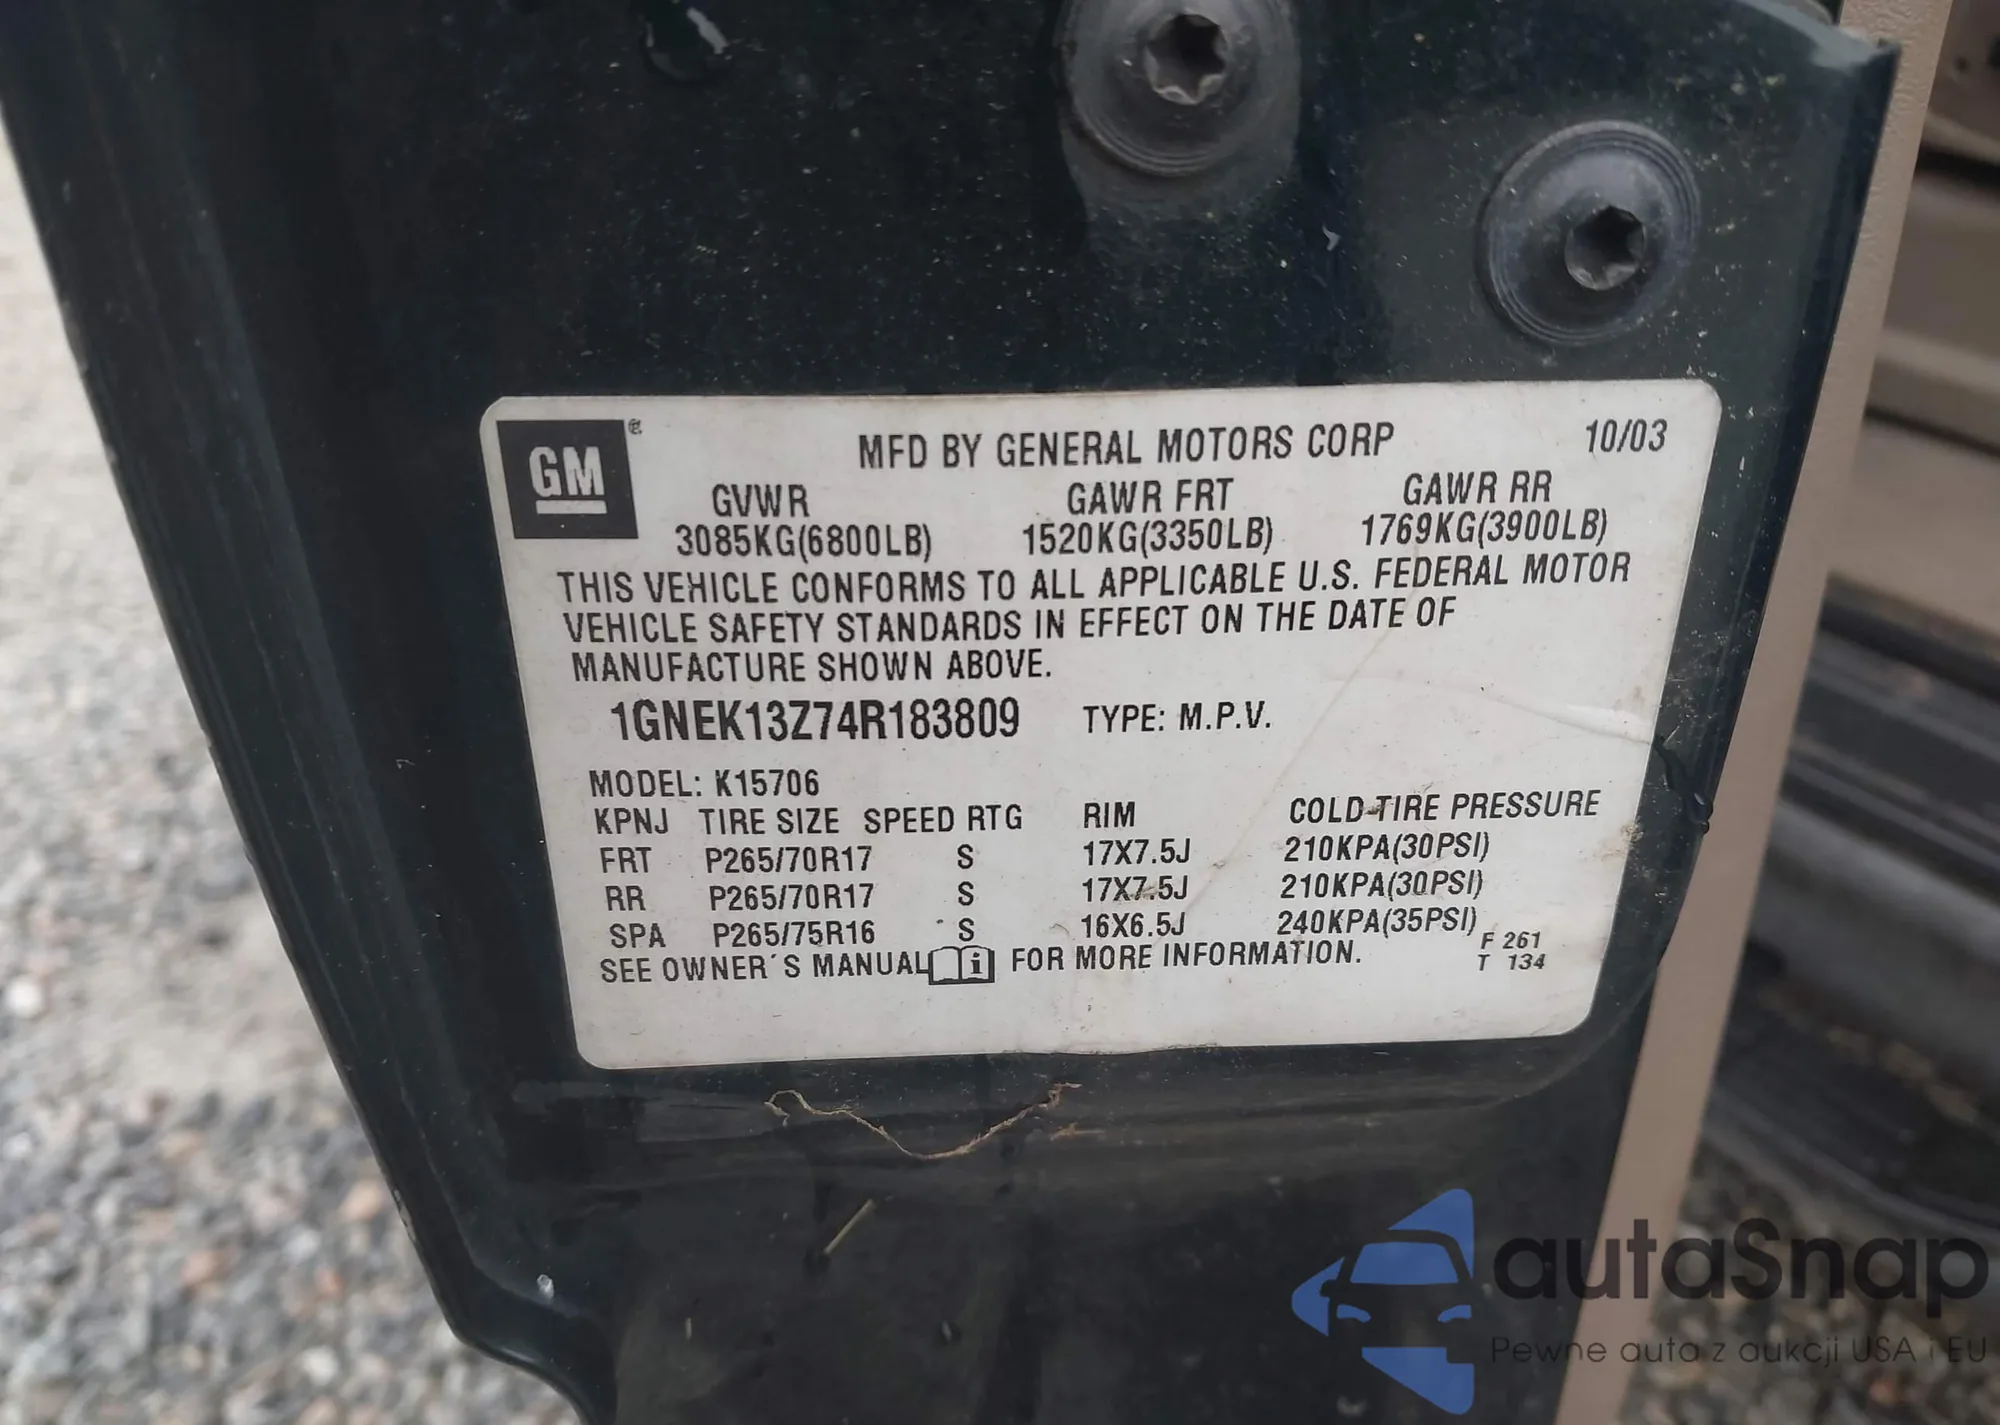 GM®
MFD BY GENERAL MOTORS CORP 10/03
GVWR GAWR FRT GAWR RR
3085KG(6800LB) 1520KG(3350LB) 1769KG(3900LB)
THIS VEHICLE CONFORMS TO ALL APPLICABLE U.S. FEDERAL MOTOR
VEHICLE SAFETY STANDARDS IN EFFECT ON THE DATE OF
MANUFACTURE SHOWN ABOVE.
1GNEK13Z74R183809 TYPE: M.P.V.
MODEL: K15706
KPNJ TIRE SIZE SPEED RTG RIM COLD TIRE PRESSURE
FRT P265/70R17 S 17X7.5J 210KPA(30PSI)
RR P265/70R17 S 17X7.5J 210KPA(30PSI)
SPA P265/75R16 S 16X6.5J 240KPA(35PSI)
SEE OWNER'S MANUAL i FOR MORE INFORMATION.
F 261
T 134
autaSnap
Pewne auta z aukcji USA i EU